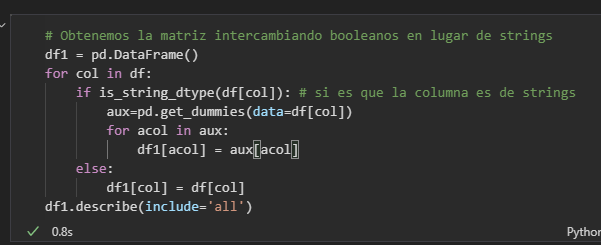 # Obtenemos la matriz intercambiando booleanos en lugar de strings
df1 = pd.DataFrame()
for col in df:
    if is_string_dtype(df[col]): # si es que la columna es de strings
        aux=pd.get_dummies(data=df[col])
        for acol in aux:
            df1[acol] = aux[acol]
    else:
        df1[col] = df[col]
df1.describe(include='all')
✓ 0.8s Python